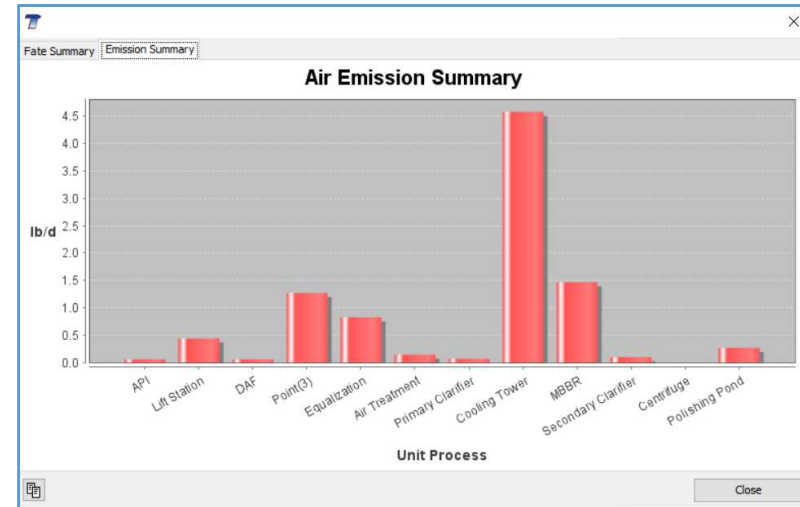 Fate Summary Emission Summary
Air Emission Summary
4.5
4.0
3.5
3.0
lb/d 2.5
2.0
1.5
1.0
0.5
0.0
API Lift Station DAF Point(3) Equalization Air Treatment Primary Clarifier Cooling Tower MBBR Secondary Clarifier Centrifuge Polishing Pond
Unit Process
Close